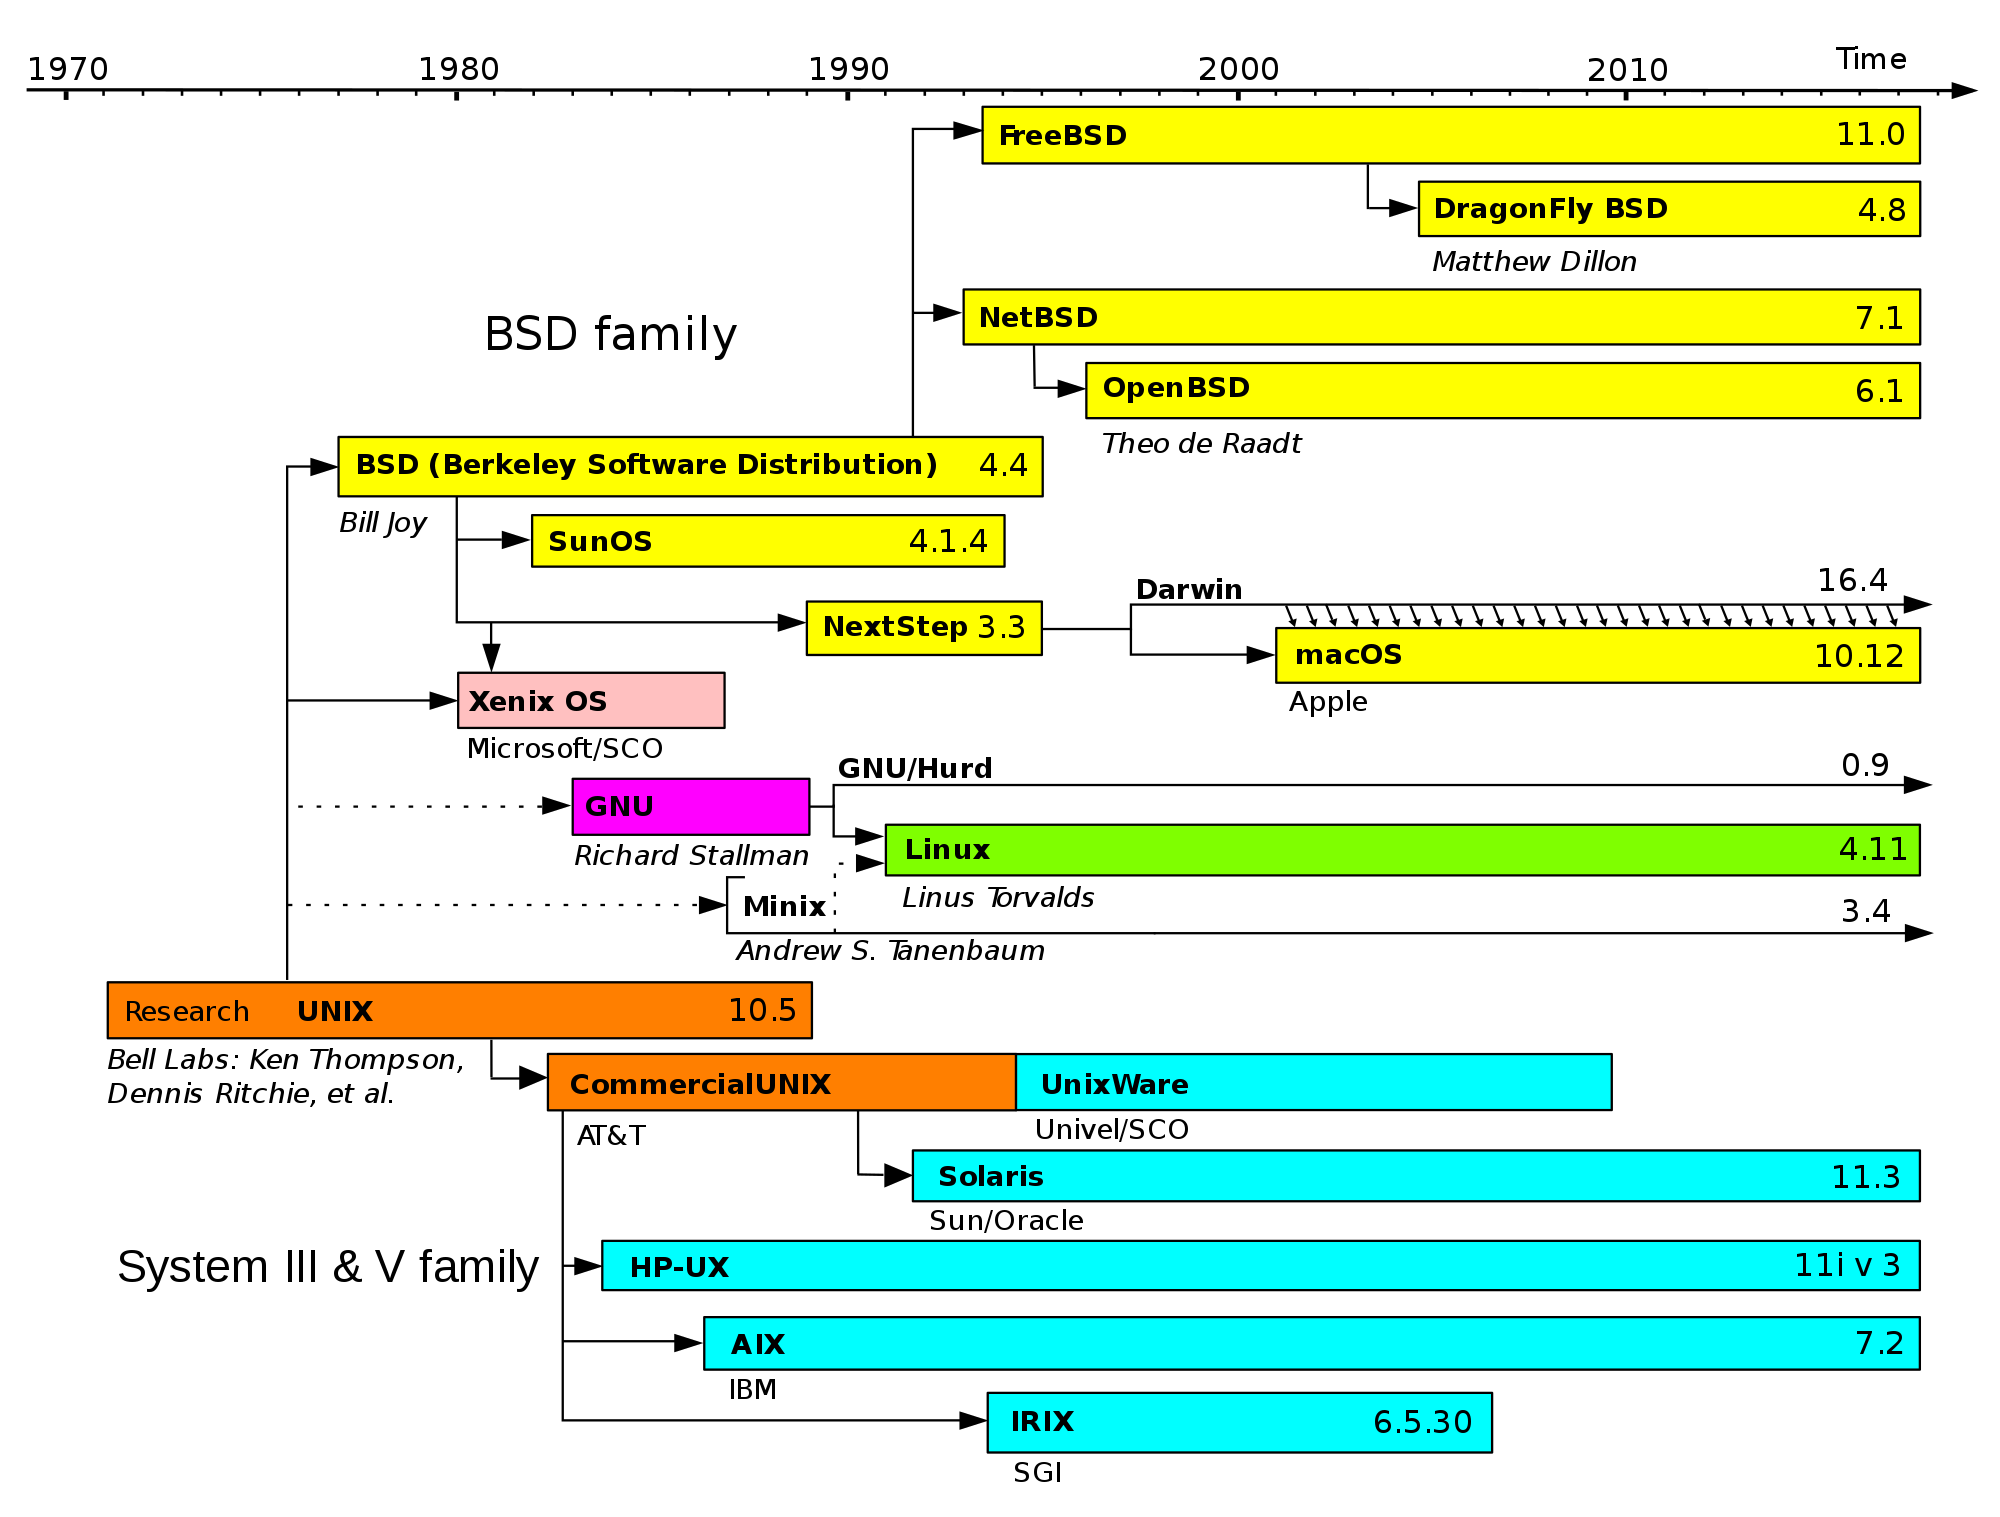 1970 1980 1990 2000 2010 Time
FreeBSD 11.0
DragonFly BSD 4.8
Matthew Dillon
NetBSD 7.1
BSD family
OpenBSD 6.1
Theo de Raadt
BSD (Berkeley Software Distribution) 4.4
Bill Joy
SunOS 4.1.4
Darwin 16.4
NextStep 3.3
macOS 10.12
Apple
Xenix OS
Microsoft/SCO
GNU/Hurd 0.9
GNU
Richard Stallman
Linux 4.11
Linus Torvalds
Minix 3.4
Andrew S. Tanenbaum
Research UNIX 10.5
Bell Labs: Ken Thompson,
Dennis Ritchie, et al.
CommercialUNIX UnixWare
AT&T Univel/SCO
Solaris 11.3
Sun/Oracle
System III & V family
HP-UX 11i v 3
AIX 7.2
IBM
IRIX 6.5.30
SGI